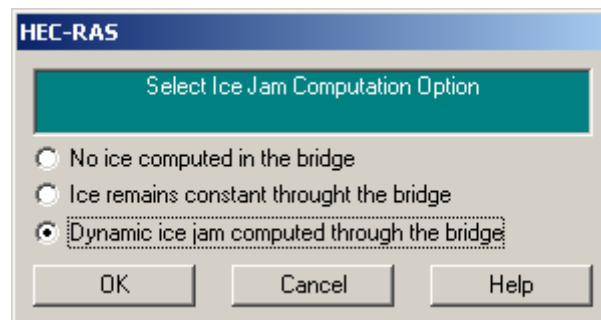 HEC-RAS
Select Ice Jam Computation Option
No ice computed in the bridge
Ice remains constant throught the bridge
Dynamic ice jam computed through the bridge
OK Cancel Help